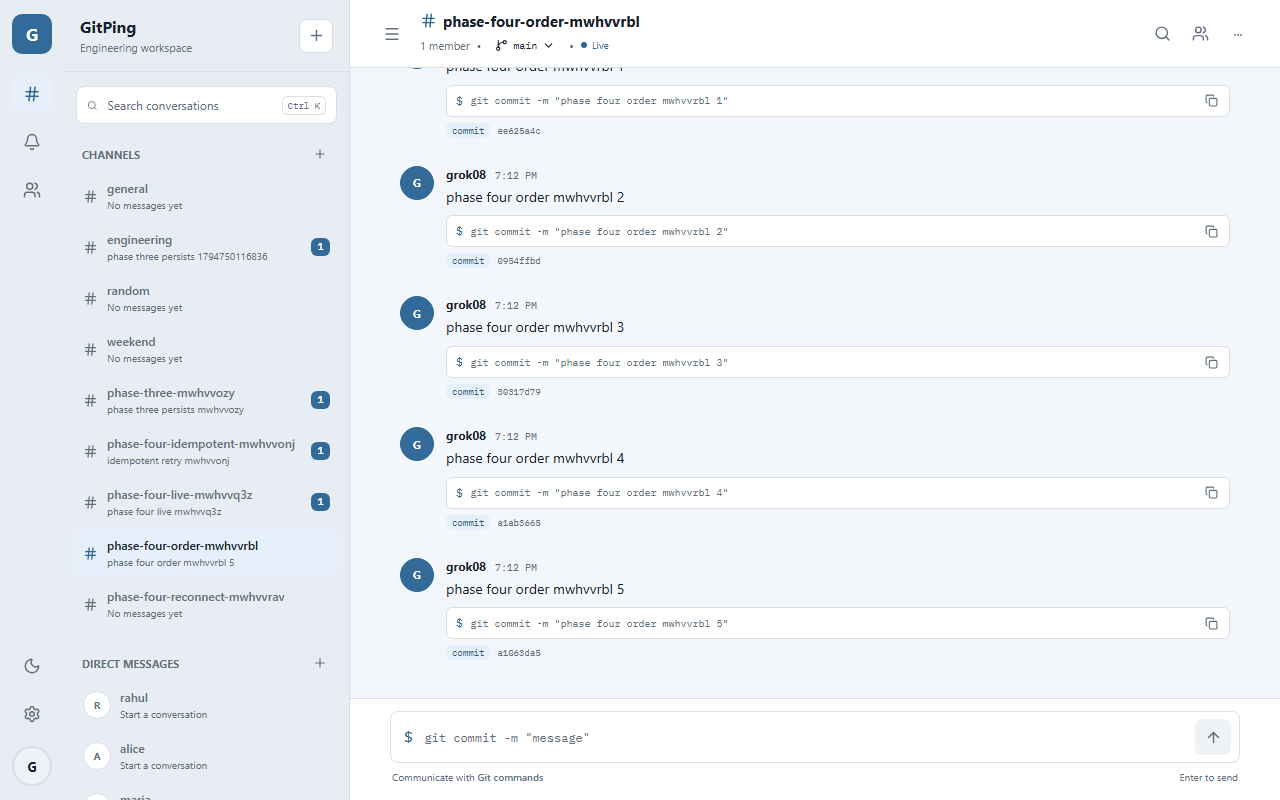 G
GitPing
Engineering workspace
Search conversations
Ctrl K
CHANNELS
general
No messages yet
engineering
phase three persists 1794750116836
1
random
No messages yet
weekend
No messages yet
phase-three-mwhvvozy
phase three persists mwhvvozy
1
phase-four-idempotent-mwhvvonj
idempotent retry mwhvvonj
1
phase-four-live-mwhvvq3z
phase four live mwhvvq3z
1
phase-four-order-mwhvvrbl
phase four order mwhvvrbl 5
phase-four-reconnect-mwhvvrav
No messages yet
DIRECT MESSAGES
R
rahul
Start a conversation
A
alice
Start a conversation
maria
G
# phase-four-order-mwhvvrbl
1 member • main • Live
phase four order mwhvvrbl 1
$ git commit -m "phase four order mwhvvrbl 1"
commit ee625a4c
G
grok08 7:12 PM
phase four order mwhvvrbl 2
$ git commit -m "phase four order mwhvvrbl 2"
commit 0954ffbd
G
grok08 7:12 PM
phase four order mwhvvrbl 3
$ git commit -m "phase four order mwhvvrbl 3"
commit 30317d79
G
grok08 7:12 PM
phase four order mwhvvrbl 4
$ git commit -m "phase four order mwhvvrbl 4"
commit a1ab3665
G
grok08 7:12 PM
phase four order mwhvvrbl 5
$ git commit -m "phase four order mwhvvrbl 5"
commit a1063da5
$ git commit -m "message"
Communicate with Git commands
Enter to send